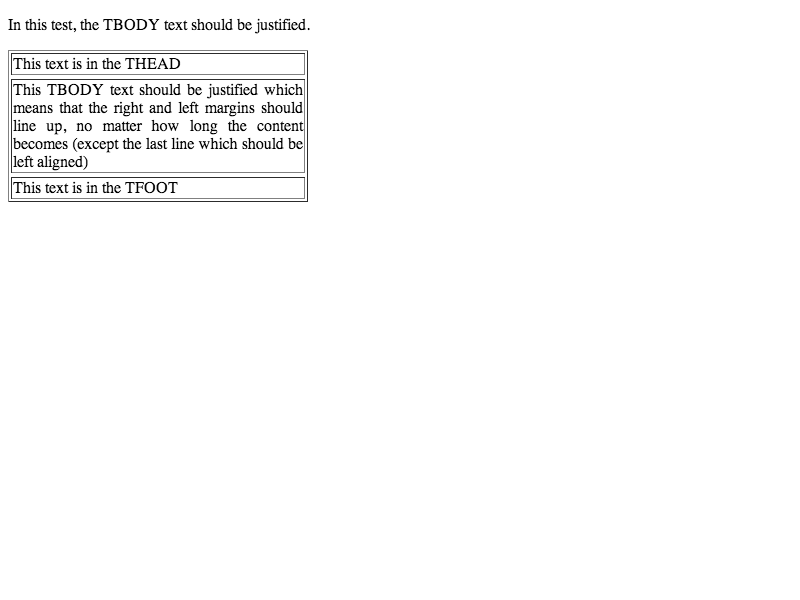 In this test, the TBODY text should be justified.
This text is in the THEAD
This TBODY text should be justified which
means that the right and left margins should
line up, no matter how long the content
becomes (except the last line which should be
left aligned)
This text is in the TFOOT